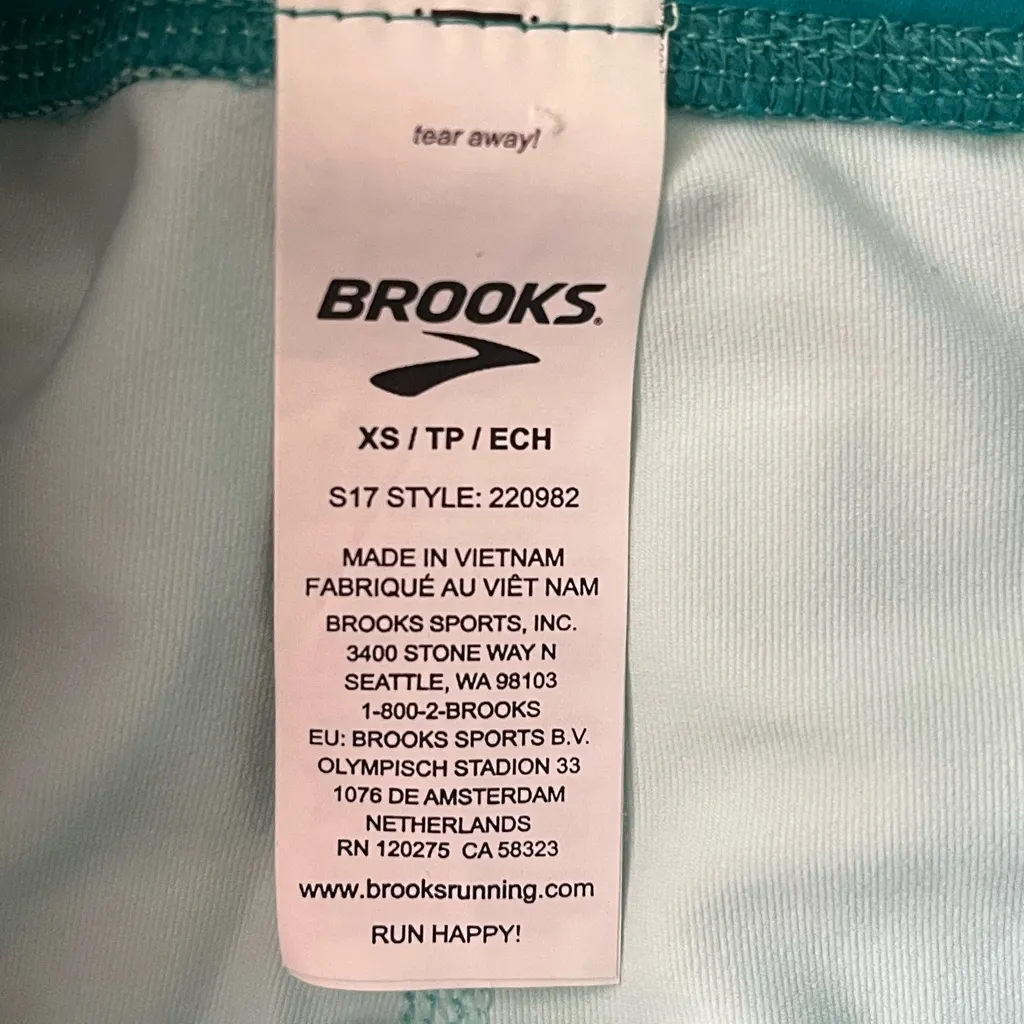 tear away!
BROOKS®
XS / TP / ECH
S17 STYLE: 220982
MADE IN VIETNAM
FABRIQUÉ AU VIÊT NAM
BROOKS SPORTS, INC.
3400 STONE WAY N
SEATTLE, WA 98103
1-800-2-BROOKS
EU: BROOKS SPORTS B.V.
OLYMPISCH STADION 33
1076 DE AMSTERDAM
NETHERLANDS
RN 120275 CA 58323
www.brooksrunning.com
RUN HAPPY!